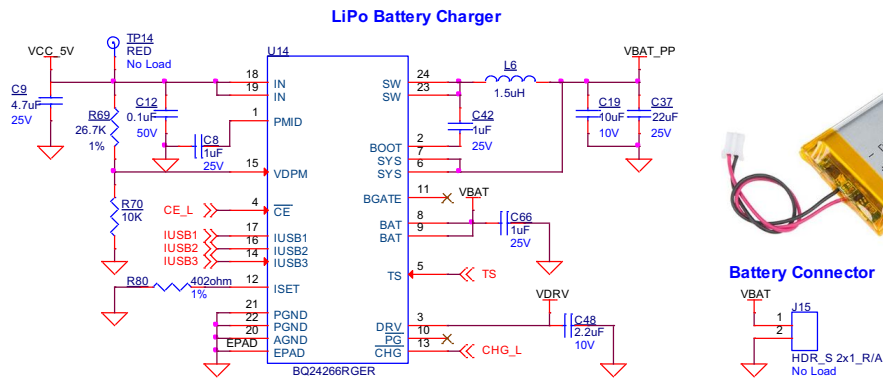 LiPo Battery Charger
TP14
RED
No Load
VCC_5V
U14
VBAT_PP
C9
4.7uF
25V
R69
26.7K
1%
C12
0.1uF
50V
C8
1uF
25V
R70
10K
CE_L
IUSB1
IUSB2
IUSB3
R80
402ohm
1%
EPAD
18
IN
19
IN
1
PMID
15
VDPM
4
CE
17
IUSB1
16
IUSB2
14
IUSB3
12
ISET
21
PGND
22
PGND
20
AGND
EPAD
24
SW
23
SW
2
BOOT
7
SYS
6
SYS
11
BGATE
8
BAT
9
BAT
5
TS
3
DRV
10
PG
13
CHG
BQ24266RGER
L6
1.5uH
C42
1uF
25V
C19
10uF
10V
C37
22uF
25V
VBAT
C66
1uF
25V
TS
VDRV
C48
2.2uF
10V
CHG_L
Battery Connector
VBAT
J15
1
2
HDR_S 2x1_R/A
No Load